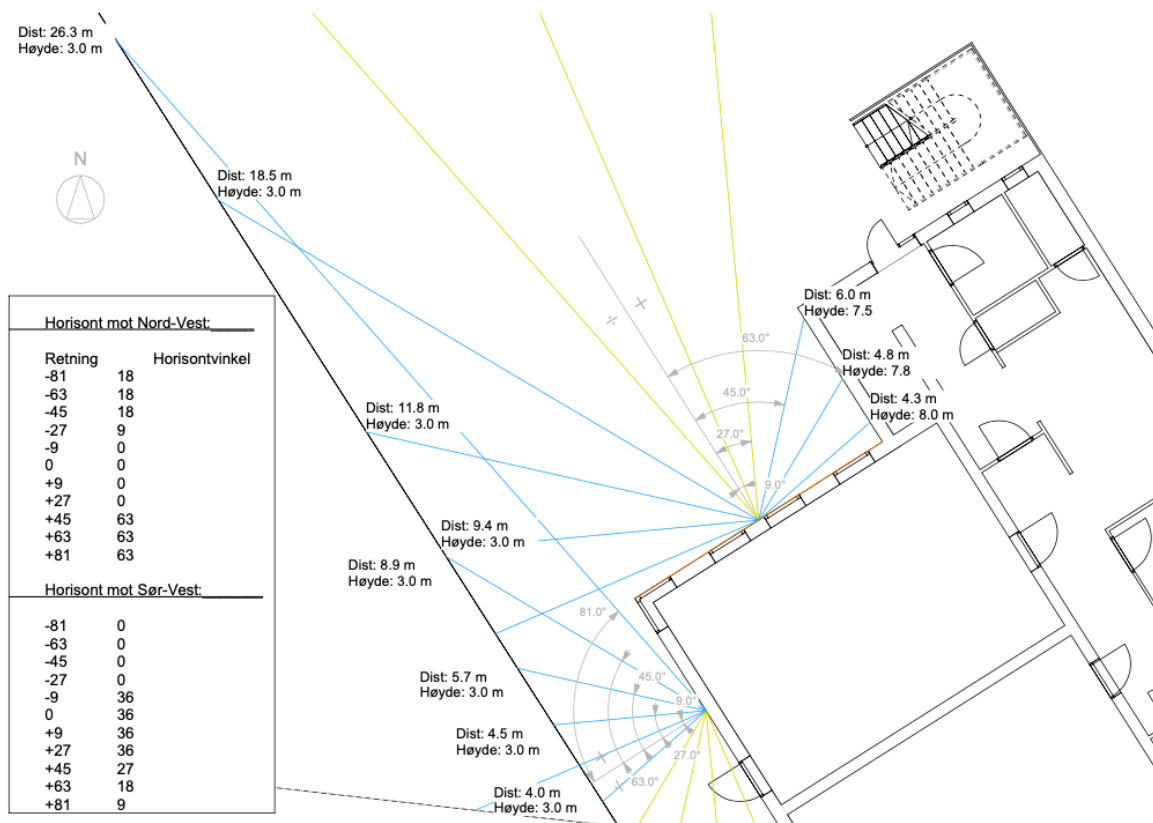 Dist: 26.3 m
Høyde: 3.0 m
N
Dist: 18.5 m
Høyde: 3.0 m
Dist: 6.0 m
Høyde: 7.5
63.0°
Dist: 4.8 m
Høyde: 7.8
45.0°
Dist: 4.3 m
Høyde: 8.0 m
27.0°
9.0°
Dist: 11.8 m
Høyde: 3.0 m
Dist: 9.4 m
Høyde: 3.0 m
Dist: 8.9 m
Høyde: 3.0 m
81.0°
45.0°
9.0°
27.0°
63.0°
Dist: 5.7 m
Høyde: 3.0 m
Dist: 4.5 m
Høyde: 3.0 m
Dist: 4.0 m
Høyde: 3.0 m
Horisont mot Nord-Vest:
Retning Horisontvinkel
-81 18
-63 18
-45 18
-27 9
-9 0
0 0
+9 0
+27 0
+45 63
+63 63
+81 63
Horisont mot Sør-Vest:
-81 0
-63 0
-45 0
-27 0
-9 36
0 36
+9 36
+27 36
+45 27
+63 18
+81 9